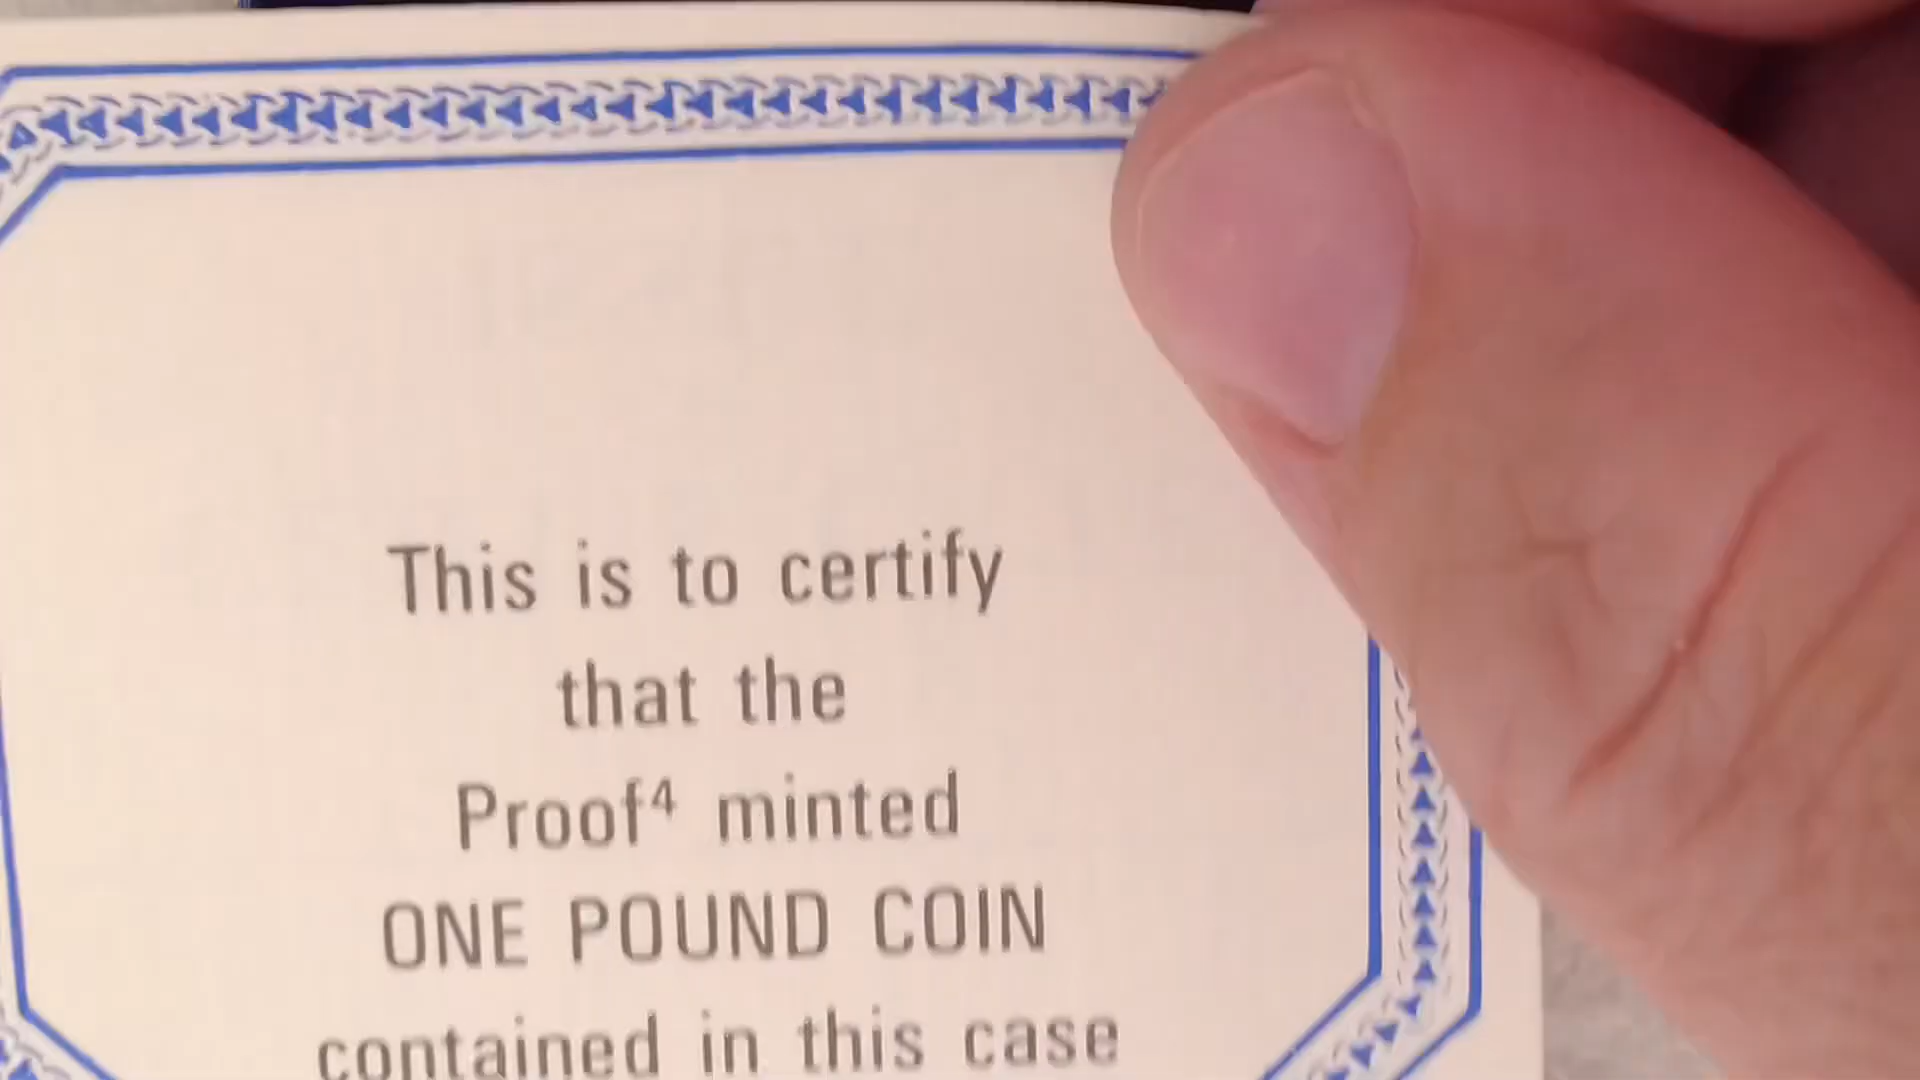 This is to certify
that the
Proof⁴ minted
ONE POUND COIN
contained in this case